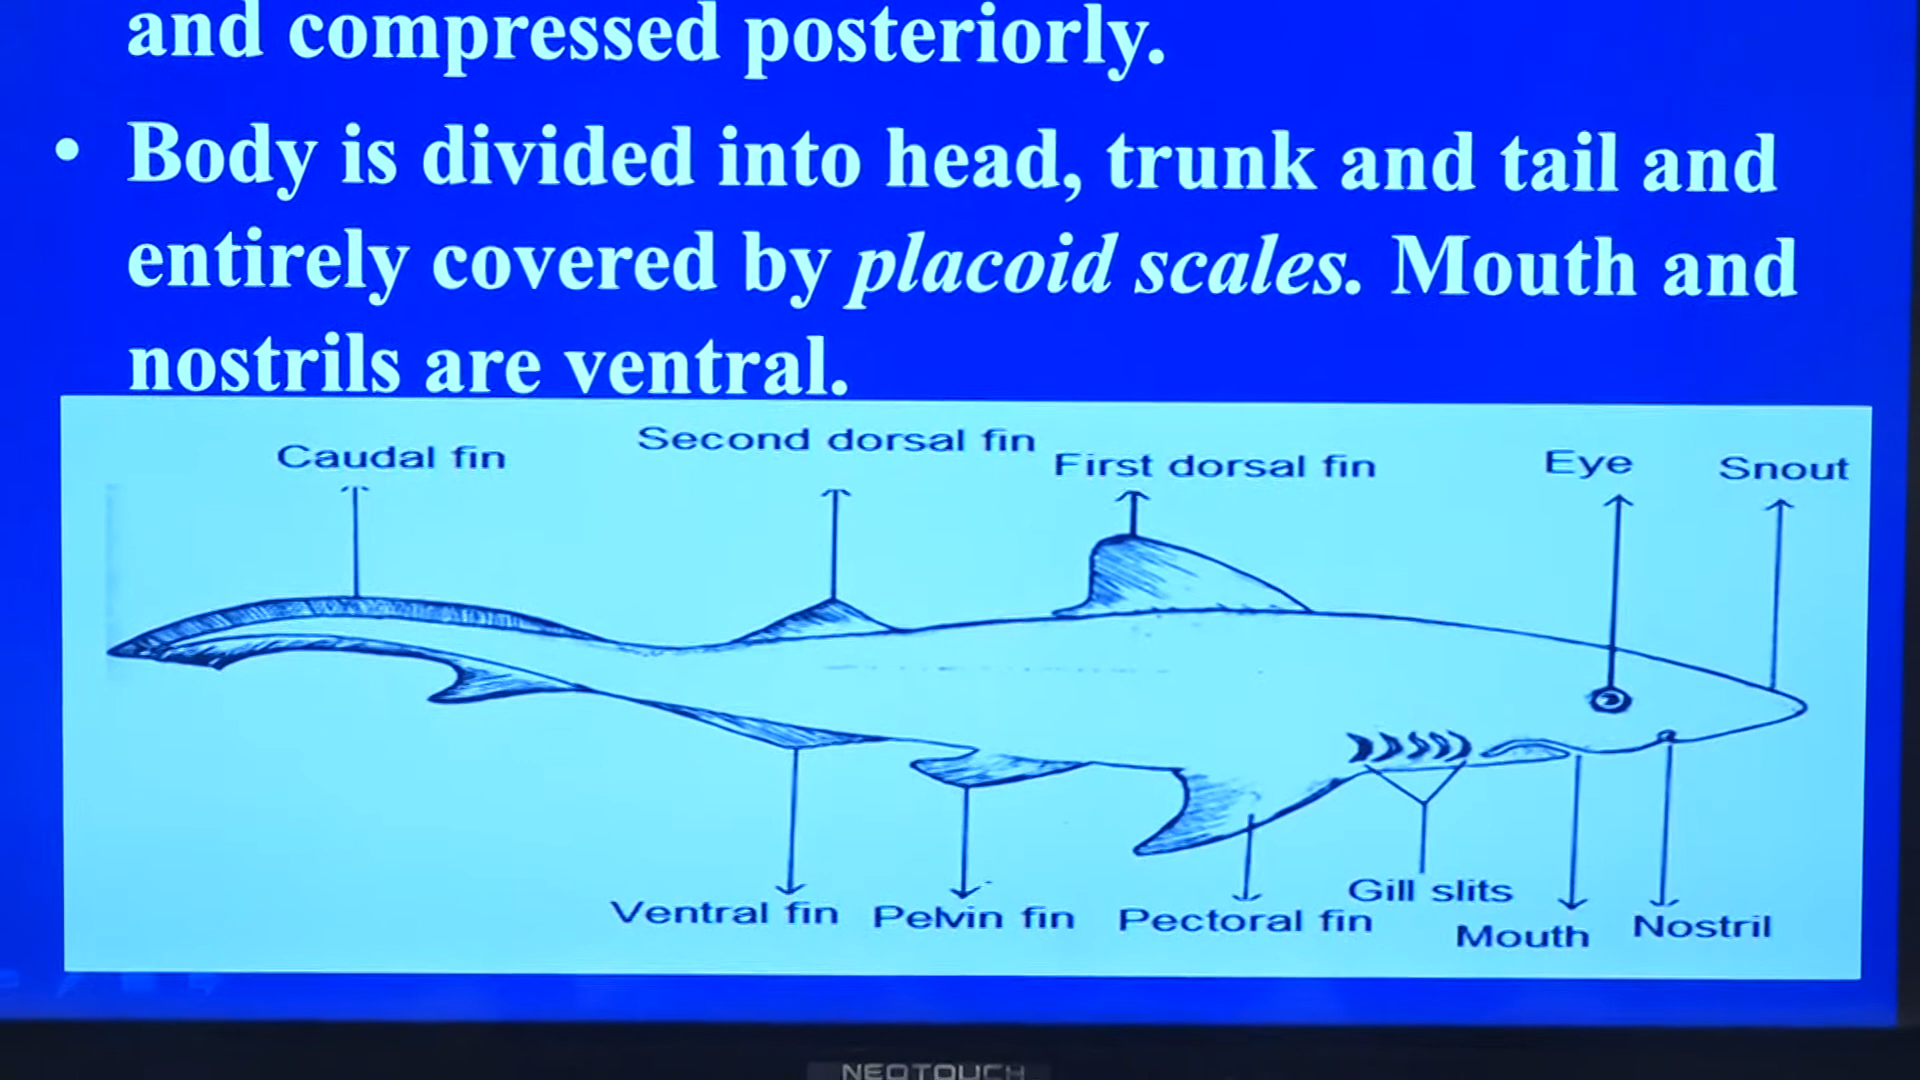 and compressed posteriorly.
• Body is divided into head, trunk and tail and
entirely covered by placoid scales. Mouth and
nostrils are ventral.
Caudal fin
Second dorsal fin
First dorsal fin
Eye
Snout
Ventral fin
Pelvin fin
Pectoral fin
Gill slits
Mouth
Nostril
NEOTOUCH